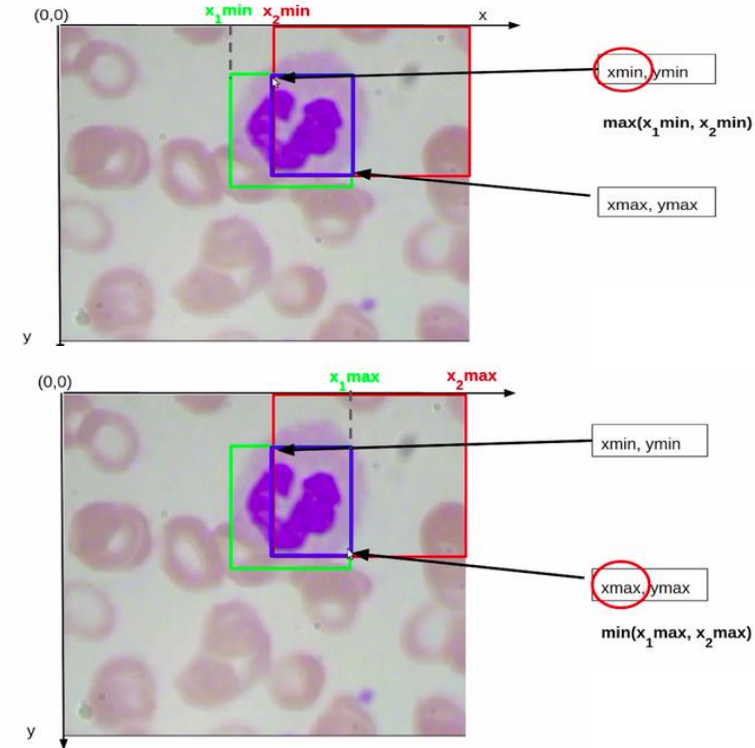 (0,0)
x₁min x₂min
x
xmin, ymin
max(x₁min, x₂min)
xmax, ymax
y
(0,0)
x₁max x₂max
xmin, ymin
xmax, ymax
min(x₁max, x₂max)
y